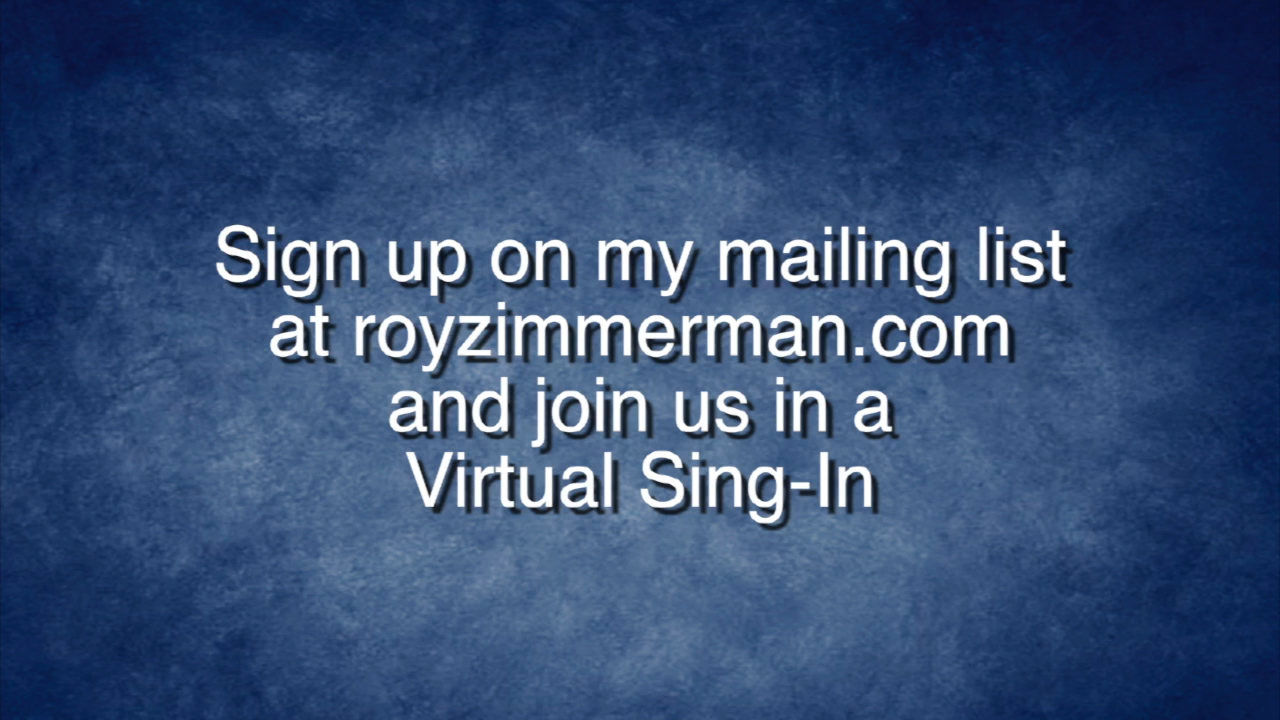 Sign up on my mailing list
at royzimmerman.com
and join us in a
Virtual Sing-In